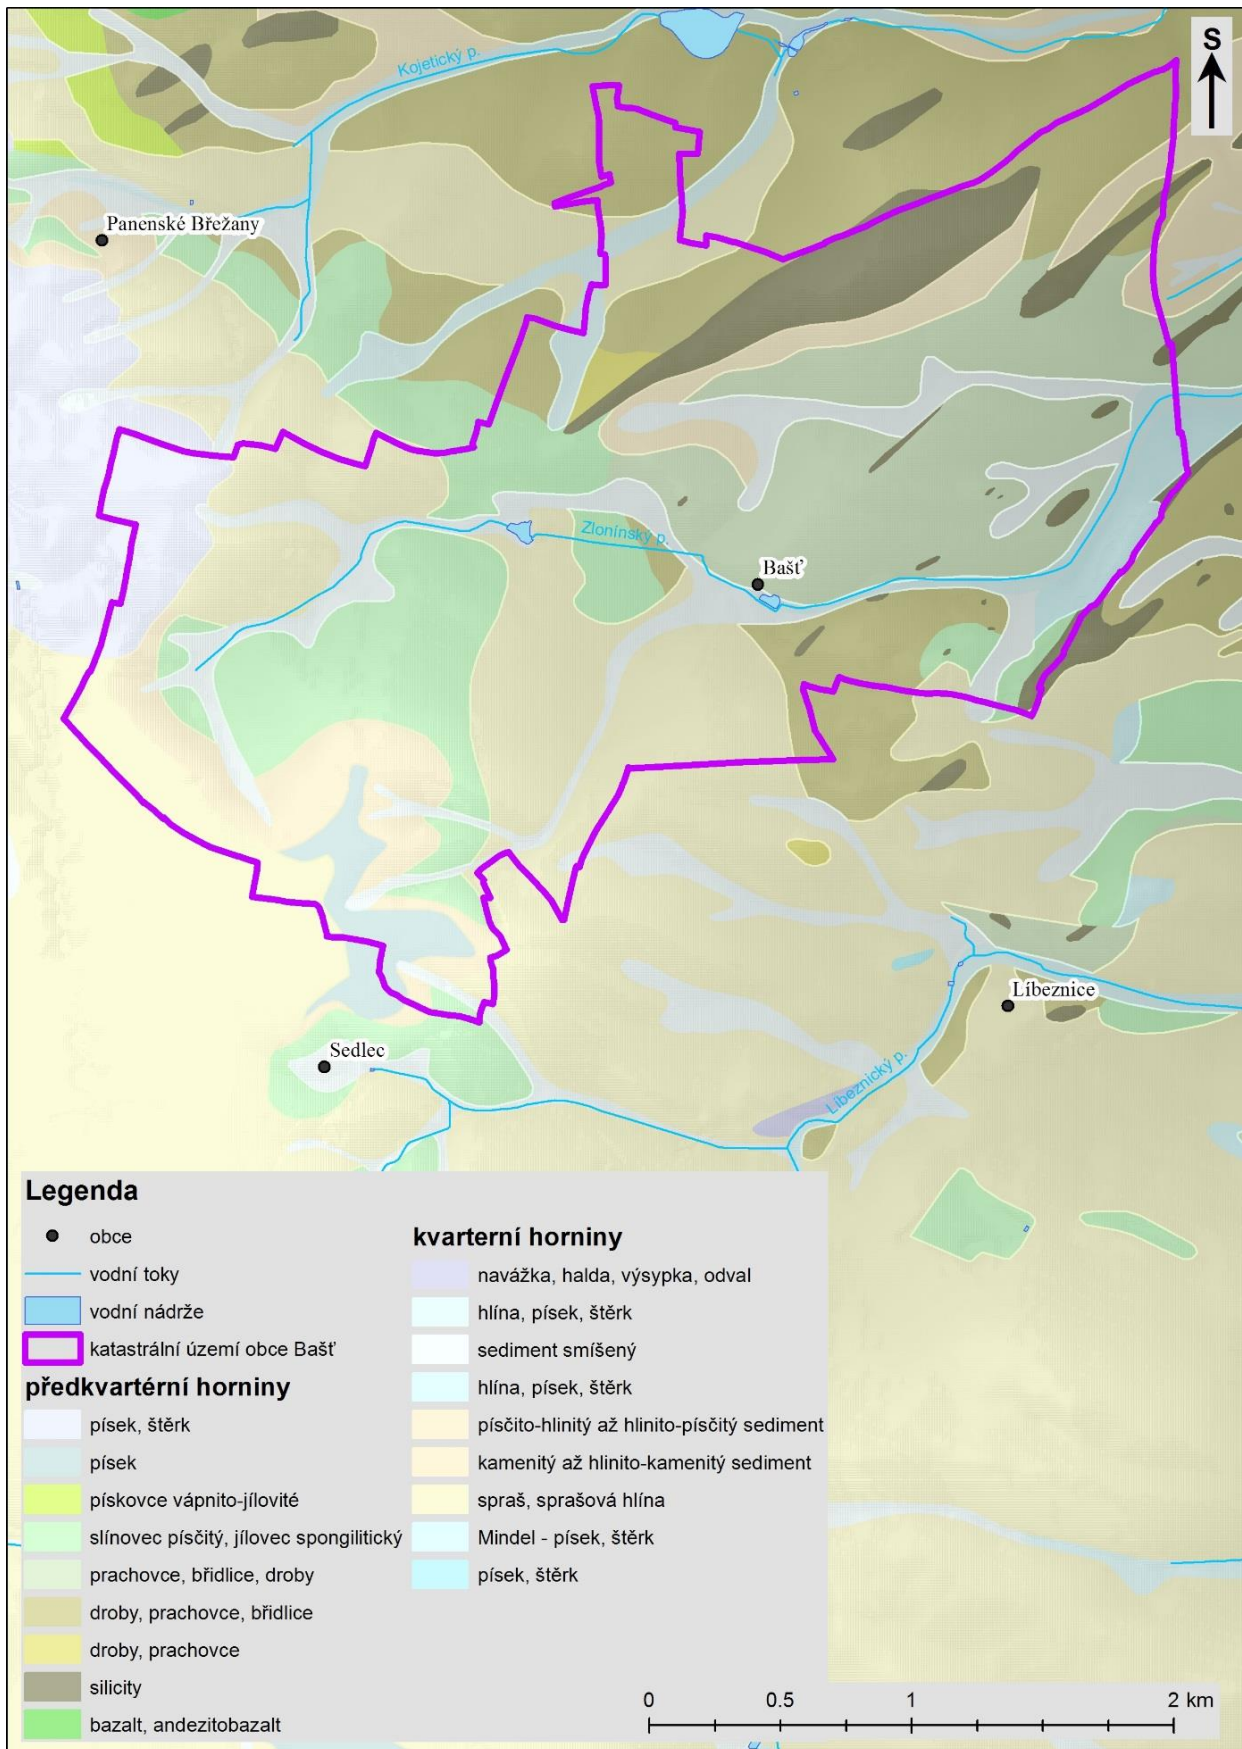 S
Kojetický p.
Panenské Břežany
Zlonínský p.
Bašť
Líbeznice
Sedlec
Líbeznický p.
Legenda
obce
vodní toky
vodní nádrže
katastrální území obce Bašť
předkvartérní horniny
písek, štěrk
písek
pískovce vápnito-jílovité
slínovec písčitý, jílovec spongilitický
prachovce, břidlice, droby
droby, prachovce, břidlice
droby, prachovce
silicity
bazalt, andezitobazalt
kvarterní horniny
navážka, halda, výsypka, odval
hlína, písek, štěrk
sediment smíšený
hlína, písek, štěrk
písčito-hlinitý až hlinito-písčitý sediment
kamenitý až hlinito-kamenitý sediment
spraš, sprašová hlína
Mindel - písek, štěrk
písek, štěrk
0 0.5 1 2 km